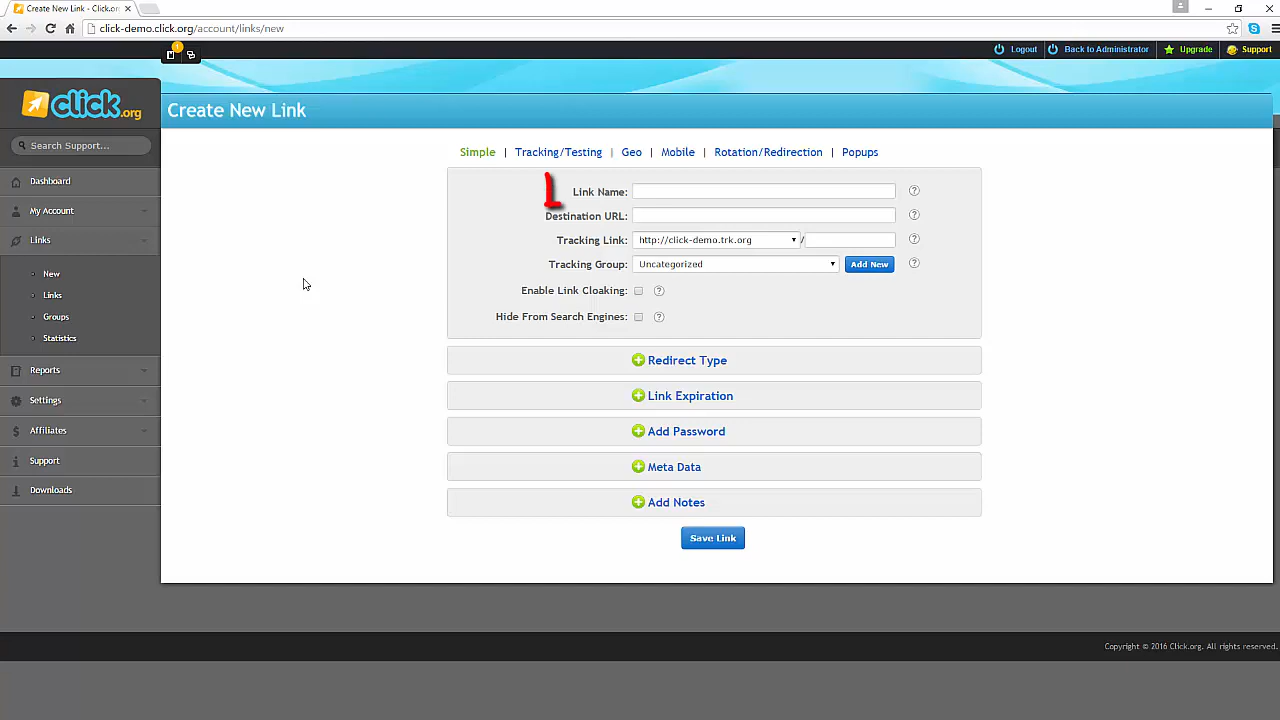 Create New Link - Click.or
click-demo.click.org/account/links/new
1
Logout
Back to Administrator
Upgrade
Support
click.org
Create New Link
Search Support...
Simple | Tracking/Testing | Geo | Mobile | Rotation/Redirection | Popups
Dashboard
My Account
Links
New
Links
Groups
Statistics
Reports
Settings
Affiliates
Support
Downloads
Link Name: ?
Destination URL: ?
Tracking Link: http://click-demo.trk.org / ?
Tracking Group: Uncategorized Add New ?
Enable Link Cloaking: ?
Hide From Search Engines: ?
Redirect Type
Link Expiration
Add Password
Meta Data
Add Notes
Save Link
Copyright © 2016 Click.org. All rights reserved.